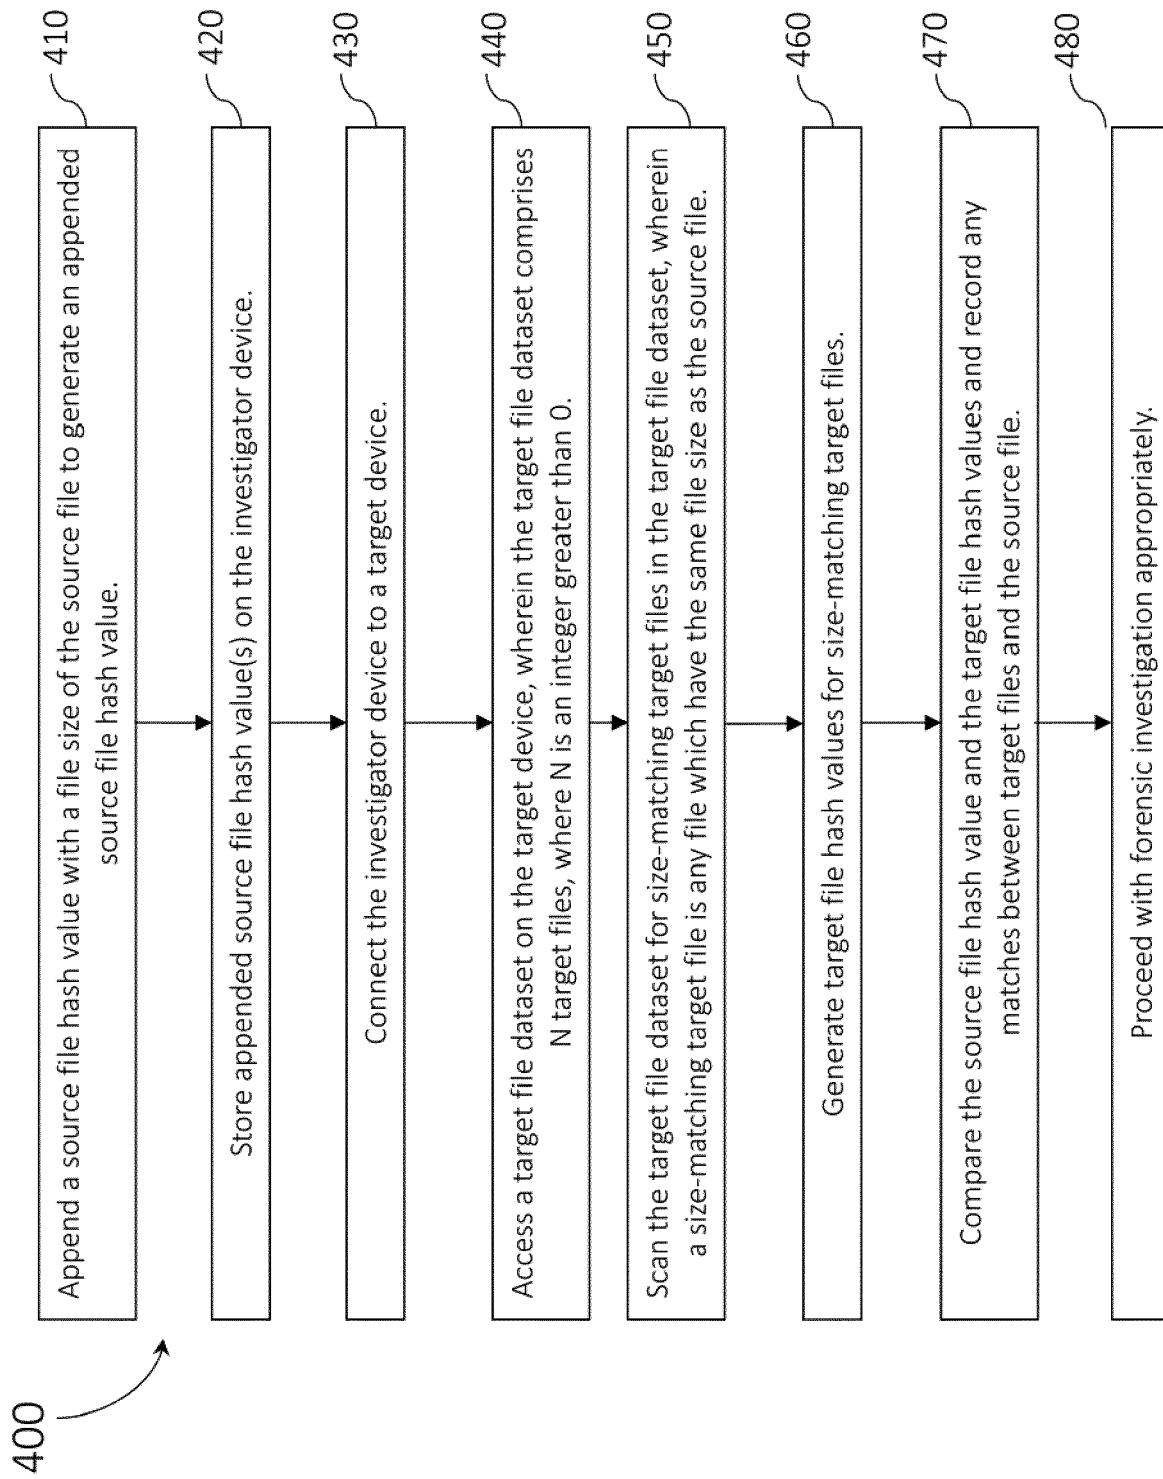 400
410
Append a source file hash value with a file size of the source file to generate an appended
source file hash value.
420
Store appended source file hash value(s) on the investigator device.
430
Connect the investigator device to a target device.
440
Access a target file dataset on the target device, wherein the target file dataset comprises
N target files, where N is an integer greater than 0.
450
Scan the target file dataset for size-matching target files in the target file dataset, wherein
a size-matching target file is any file which have the same file size as the source file.
460
Generate target file hash values for size-matching target files.
470
Compare the source file hash value and the target file hash values and record any
matches between target files and the source file.
480
Proceed with forensic investigation appropriately.